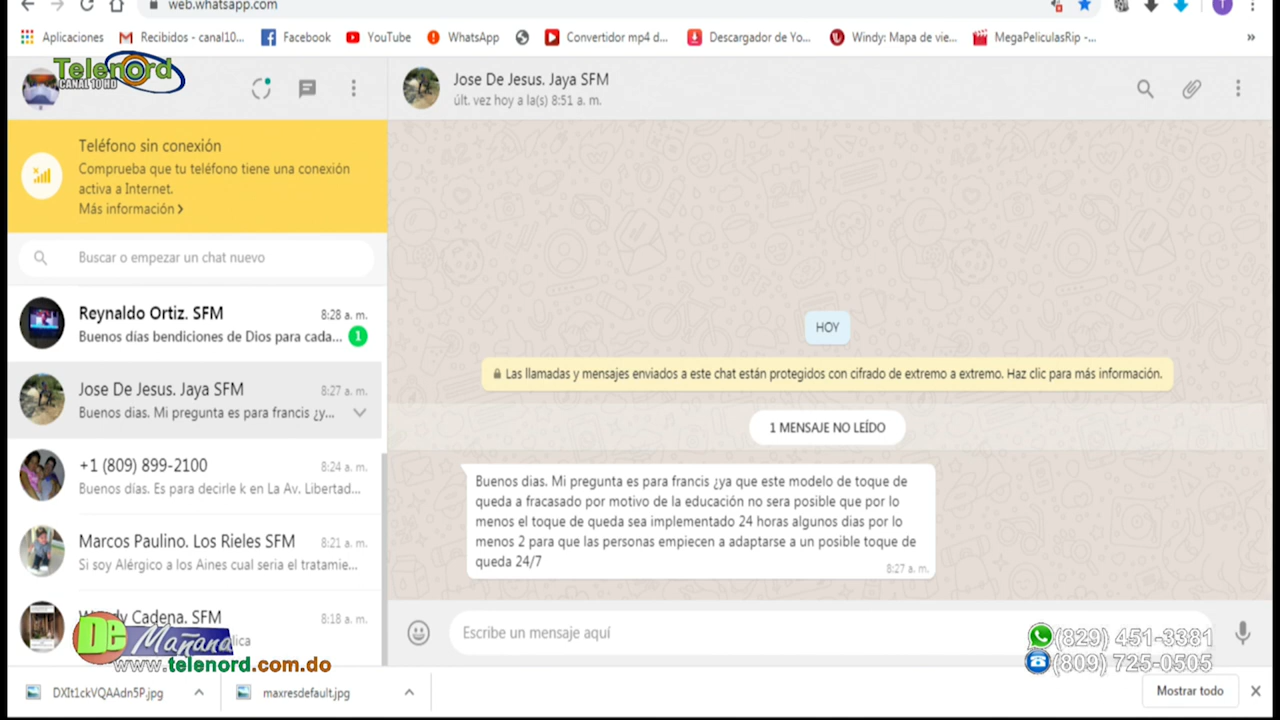 web.whatsapp.com
Aplicaciones
Recibidos - canal10...
Facebook
YouTube
WhatsApp
Convertidor mp4 d...
Descargador de Yo...
Windy: Mapa de vie...
MegaPeliculasRip -...
»
Telenord
CANAL 10 HD
Jose De Jesus. Jaya SFM
últ. vez hoy a la(s) 8:51 a. m.
Teléfono sin conexión
Comprueba que tu teléfono tiene una conexión
activa a Internet.
Más información >
Buscar o empezar un chat nuevo
Reynaldo Ortiz. SFM 8:28 a. m.
Buenos días bendiciones de Dios para cada... 1
Jose De Jesus. Jaya SFM 8:27 a. m.
Buenos dias. Mi pregunta es para francis ¿y...
+1 (809) 899-2100 8:24 a. m.
Buenos días. Es para decirle k en La Av. Libertad...
Marcos Paulino. Los Rieles SFM 8:21 a. m.
Si soy Alérgico a los Aines cual seria el tratamie...
Cadena. SFM 8:18 a. m.
De Mañana
www.telenord.com.do
HOY
Las llamadas y mensajes enviados a este chat están protegidos con cifrado de extremo a extremo. Haz clic para más información.
1 MENSAJE NO LEÍDO
Buenos dias. Mi pregunta es para francis ¿ya que este modelo de toque de
queda a fracasado por motivo de la educación no sera posible que por lo
menos el toque de queda sea implementado 24 horas algunos dias por lo
menos 2 para que las personas empiecen a adaptarse a un posible toque de
queda 24/7
8:27 a. m.
Escribe un mensaje aquí
(829) 451-3381
(809) 725-0505
DXIt1ckVQAAdn5P.jpg
maxresdefault.jpg
Mostrar todo